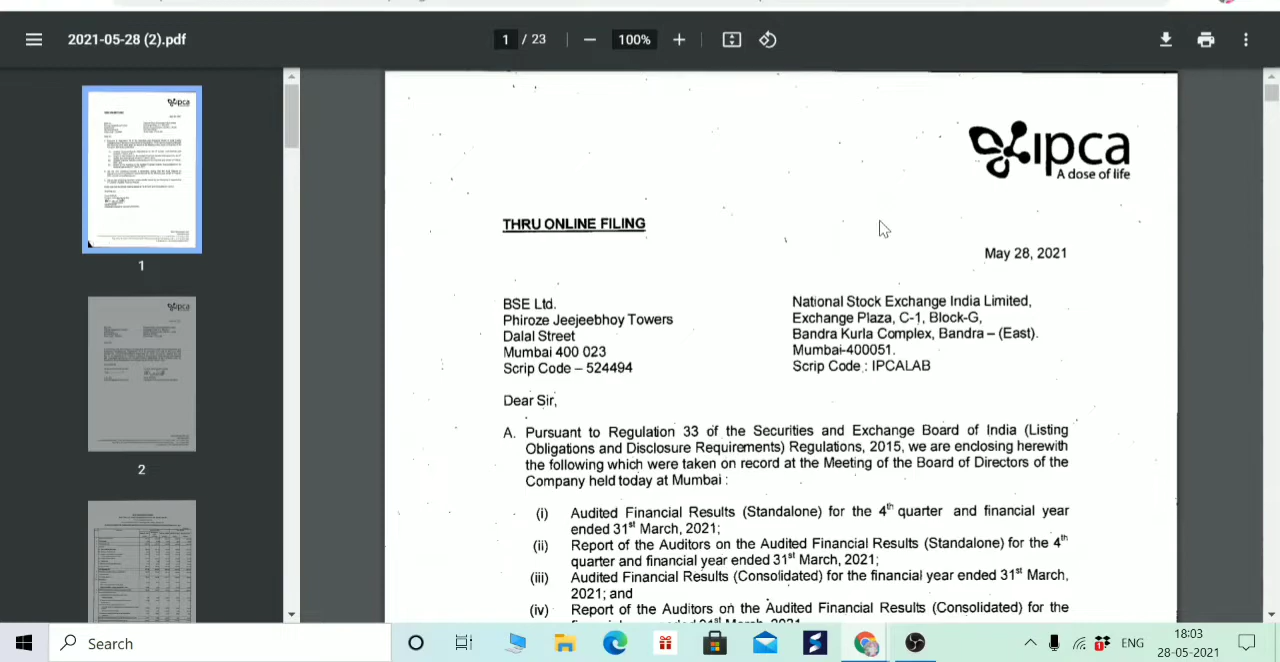 2021-05-28 (2).pdf
1 / 23
100%
1
2
ipca
A dose of life
THRU ONLINE FILING
May 28, 2021
BSE Ltd.
Phiroze Jeejeebhoy Towers
Dalal Street
Mumbai 400 023
Scrip Code – 524494
National Stock Exchange India Limited,
Exchange Plaza, C-1, Block-G,
Bandra Kurla Complex, Bandra – (East).
Mumbai-400051.
Scrip Code : IPCALAB
Dear Sir,
A. Pursuant to Regulation 33 of the Securities and Exchange Board of India (Listing
Obligations and Disclosure Requirements) Regulations, 2015, we are enclosing herewith
the following which were taken on record at the Meeting of the Board of Directors of the
Company held today at Mumbai :
(i) Audited Financial Results (Standalone) for the 4th quarter and financial year
ended 31st March, 2021;
(ii) Report of the Auditors on the Audited Financial Results (Standalone) for the 4th
quarter and financial year ended 31st March, 2021;
(iii) Audited Financial Results (Consolidated) for the financial year ended 31st March,
2021; and
(iv) Report of the Auditors on the Audited Financial Results (Consolidated) for the
Search
ENG
18:03
28-05-2021